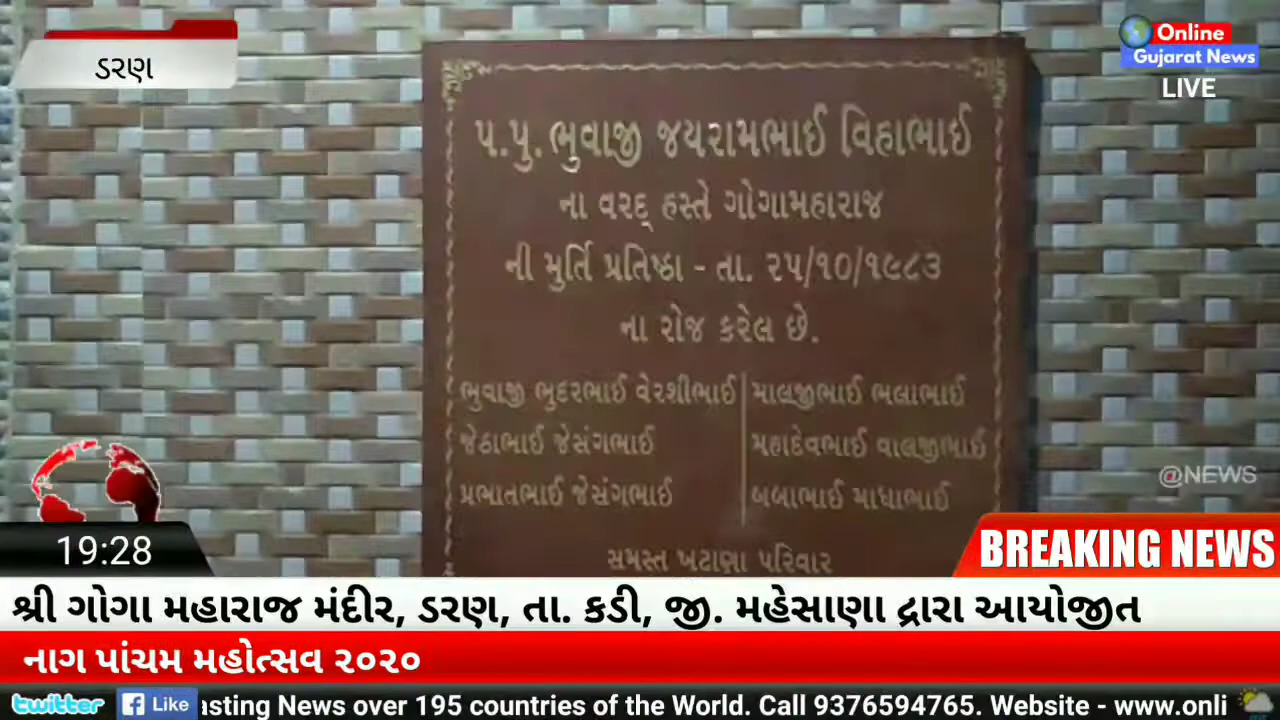 ડરણ
Online
Gujarat News
LIVE
પ.પુ. ભુવાજી જયરામભાઈ વિહાભાઈ
ના વરદ્ હસ્તે ગોગામહારાજ
ની મુર્તિ પ્રતિષ્ઠા - તા. ૨૫/૧0/૧૯૮૩
ના રોજ કરેલ છે.
ભુવાજી ભુદરભાઈ વેરશીભાઈ
જેઠાભાઈ જેસંગભાઈ
પ્રભાતભાઈ જેસંગભાઈ
માલજીભાઈ ભલાભાઈ
મહાદેવભાઈ વાલજીભાઈ
બબાભાઈ માધાભાઈ
સમસ્ત ખટાણા પરિવાર
@NEWS
19:28
BREAKING NEWS
શ્રી ગોગા મહારાજ મંદીર, ડરણ, તા. કડી, જી. મહેસાણા દ્વારા આયોજીત
નાગ પાંચમ મહોત્સવ ૨૦૨૦
twitter
f Like
asting News over 195 countries of the World. Call 9376594765. Website - www.onli